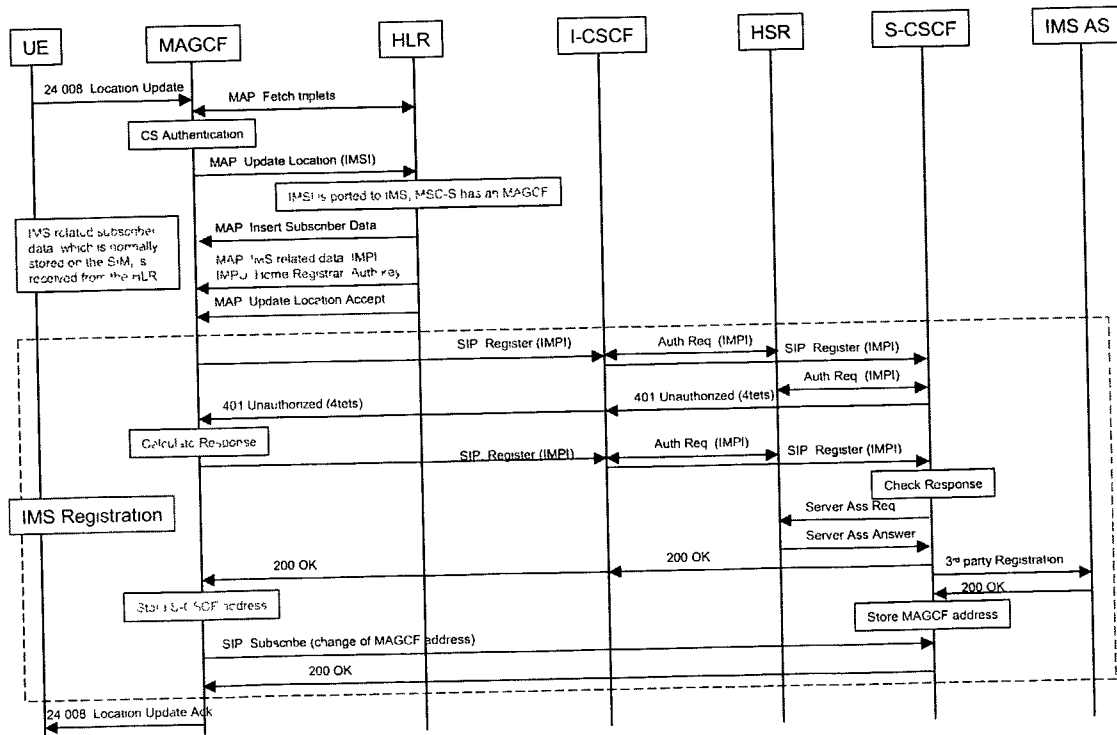 UE
MAGCF
HLR
I-CSCF
HSR
S-CSCF
IMS AS
24 008 Location Update
MAP Fetch triplets
CS Authentication
MAP Update Location (IMSI)
IMSI is ported to IMS, MSC-S has an MAGCF
IMS related subscriber
data, which is normally
stored on the SIM, is
received from the HLR
MAP Insert Subscriber Data
MAP IMS related data IMPI
IMPU Home Registrar Auth Key
MAP Update Location Accept
SIP Register (IMPI)
Auth Req (IMPI)
SIP Register (IMPI)
Auth Req (IMPI)
401 Unauthorized (4tets)
401 Unauthorized (4tets)
Calculate Response
SIP Register (IMPI)
Auth Req (IMPI)
SIP Register (IMPI)
Check Response
IMS Registration
Server Ass Req
Server Ass Answer
200 OK
200 OK
3rd party Registration
200 OK
Store S-CSCF address
Store MAGCF address
SIP Subscribe (change of MAGCF address)
200 OK
24 008 Location Update Ack